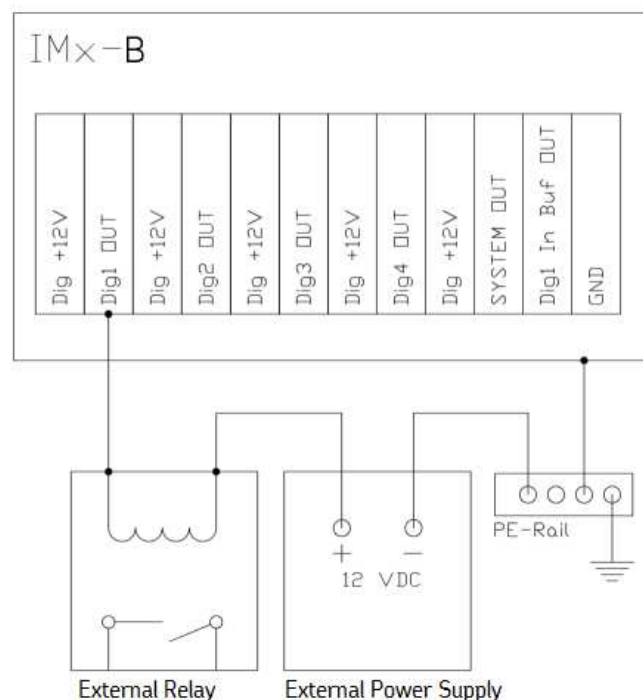 IMx-B
Dig +12V
Dig1 OUT
Dig +12V
Dig2 OUT
Dig +12V
Dig3 OUT
Dig +12V
Dig4 OUT
Dig +12V
SYSTEM OUT
Dig1 In Buf OUT
GND
PE-Rail
+ −
12 VDC
External Relay
External Power Supply